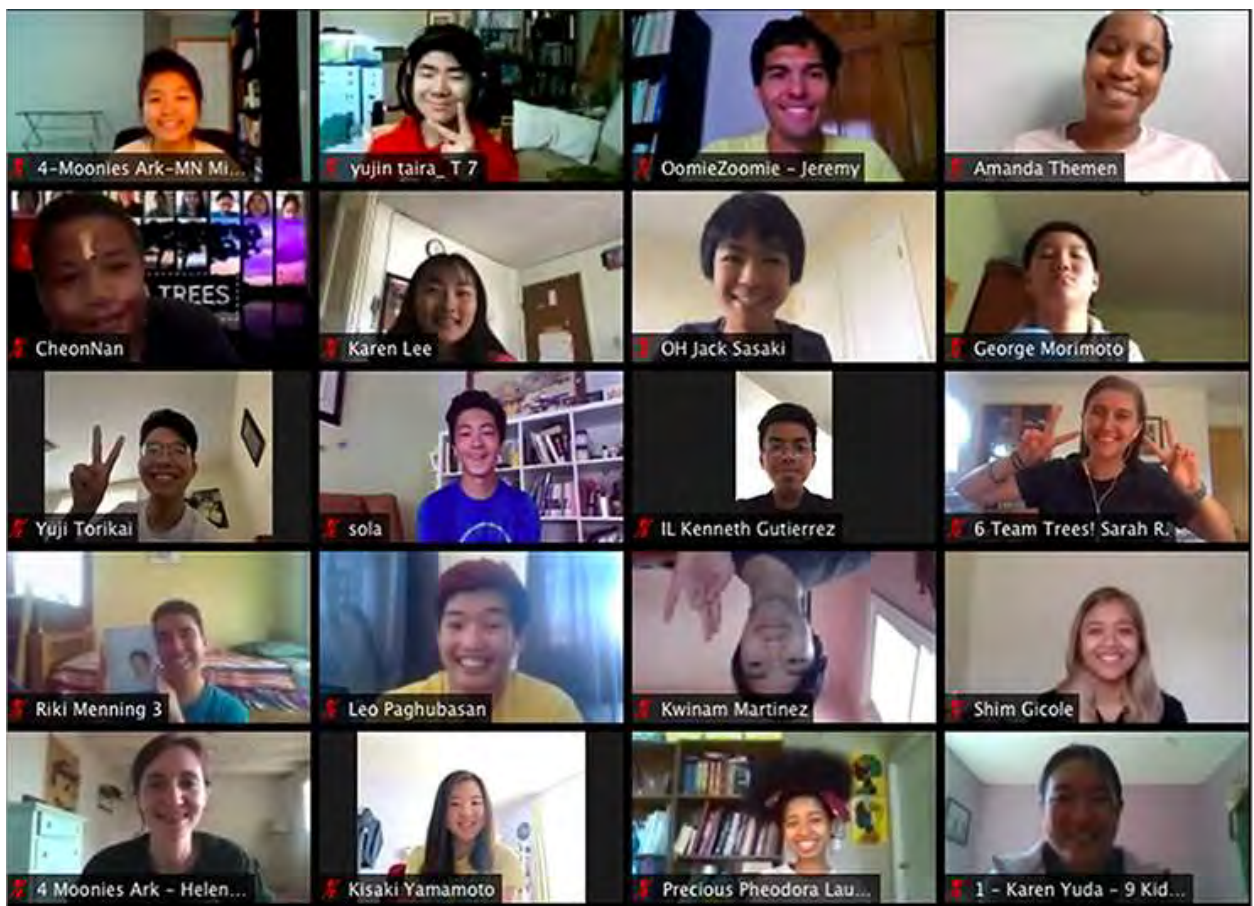 4-Moonies Ark-MN Mi...
yujin taira_ T 7
OomieZoomie - Jeremy
Amanda Themen
TREES
CheonNan
Karen Lee
OH Jack Sasaki
George Morimoto
Yuji Torikai
sola
IL Kenneth Gutierrez
6 Team Trees! Sarah R.
Riki Menning 3
Leo Paghubasan
Kwinam Martinez
Shim Gicole
4 Moonies Ark - Helen...
Kisaki Yamamoto
Precious Pheodora Lau...
1 - Karen Yuda - 9 Kid...